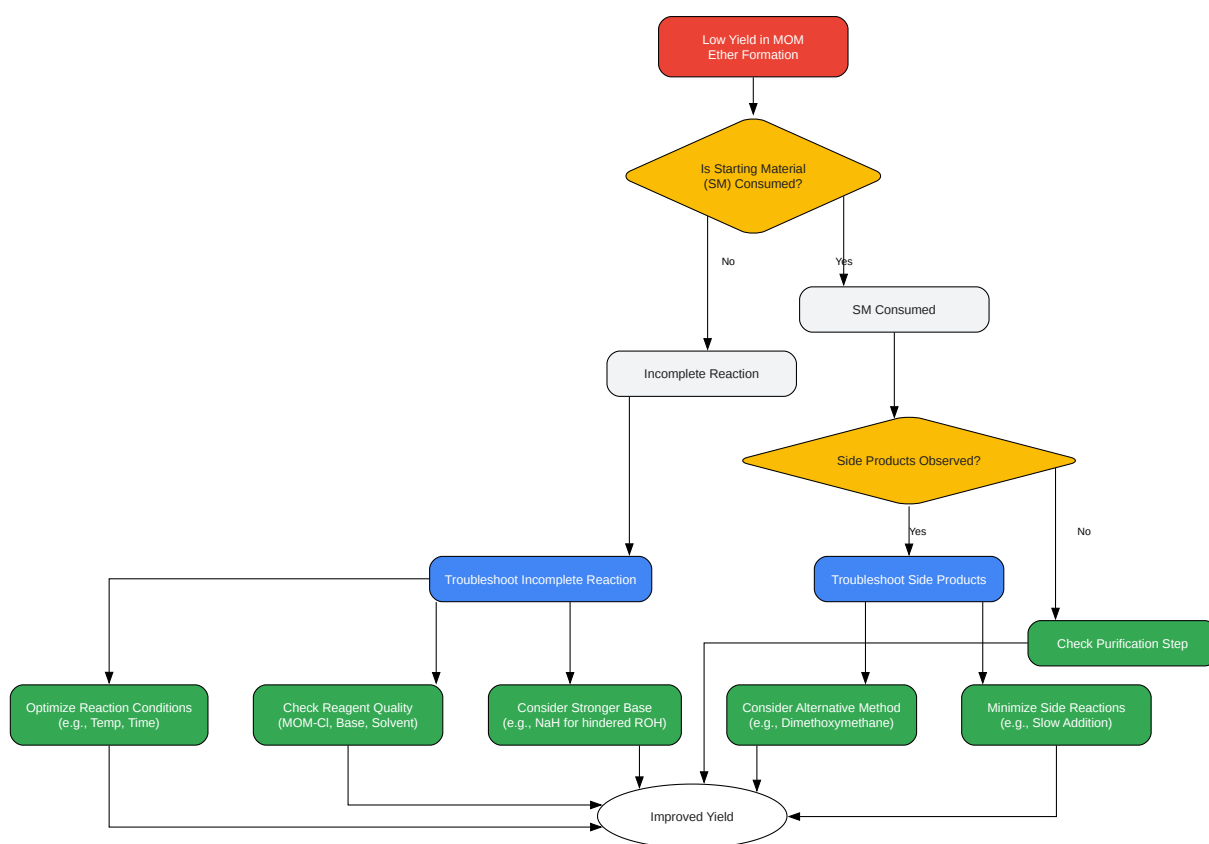 Low Yield in MOM
Ether Formation
Is Starting Material
(SM) Consumed?
No
Yes
SM Consumed
Incomplete Reaction
Side Products Observed?
Yes
No
Troubleshoot Incomplete Reaction
Troubleshoot Side Products
Check Purification Step
Optimize Reaction Conditions
(e.g., Temp, Time)
Check Reagent Quality
(MOM-Cl, Base, Solvent)
Consider Stronger Base
(e.g., NaH for hindered ROH)
Consider Alternative Method
(e.g., Dimethoxymethane)
Minimize Side Reactions
(e.g., Slow Addition)
Improved Yield